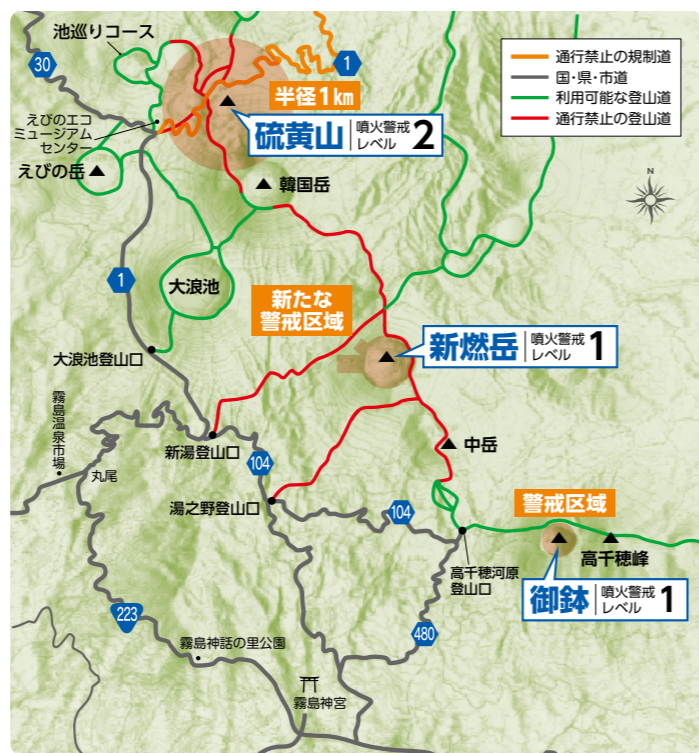 池巡りコース
30
1
通行禁止の規制道
国・県・市道
利用可能な登山道
通行禁止の登山道
半径1km
えびのエコ
ミュージアム
センター
硫黄山 噴火警戒レベル 2
えびの岳
韓国岳
N
1
大浪池
新たな
警戒区域
新燃岳 噴火警戒レベル 1
大浪池登山口
霧島温泉市場
新湯登山口
中岳
丸尾
104
湯之野登山口
104
警戒区域
高千穂河原
登山口
高千穂峰
御鉢 噴火警戒レベル 1
223
480
霧島神話の里公園
霧島神宮